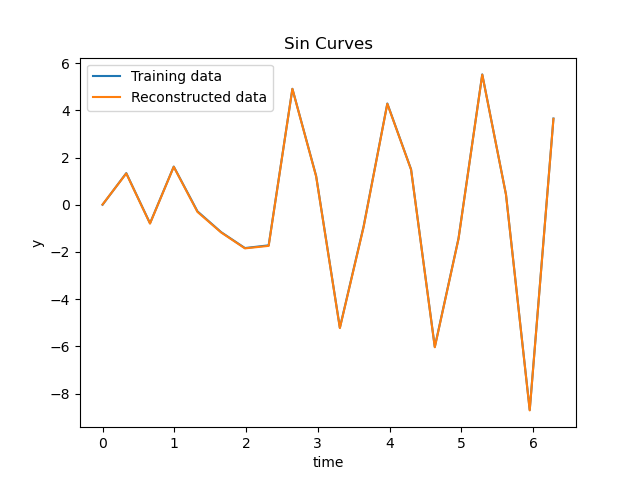 Sin Curves
Training data
Reconstructed data
6
4
2
0
−2
−4
−6
−8
y
0 1 2 3 4 5 6
time